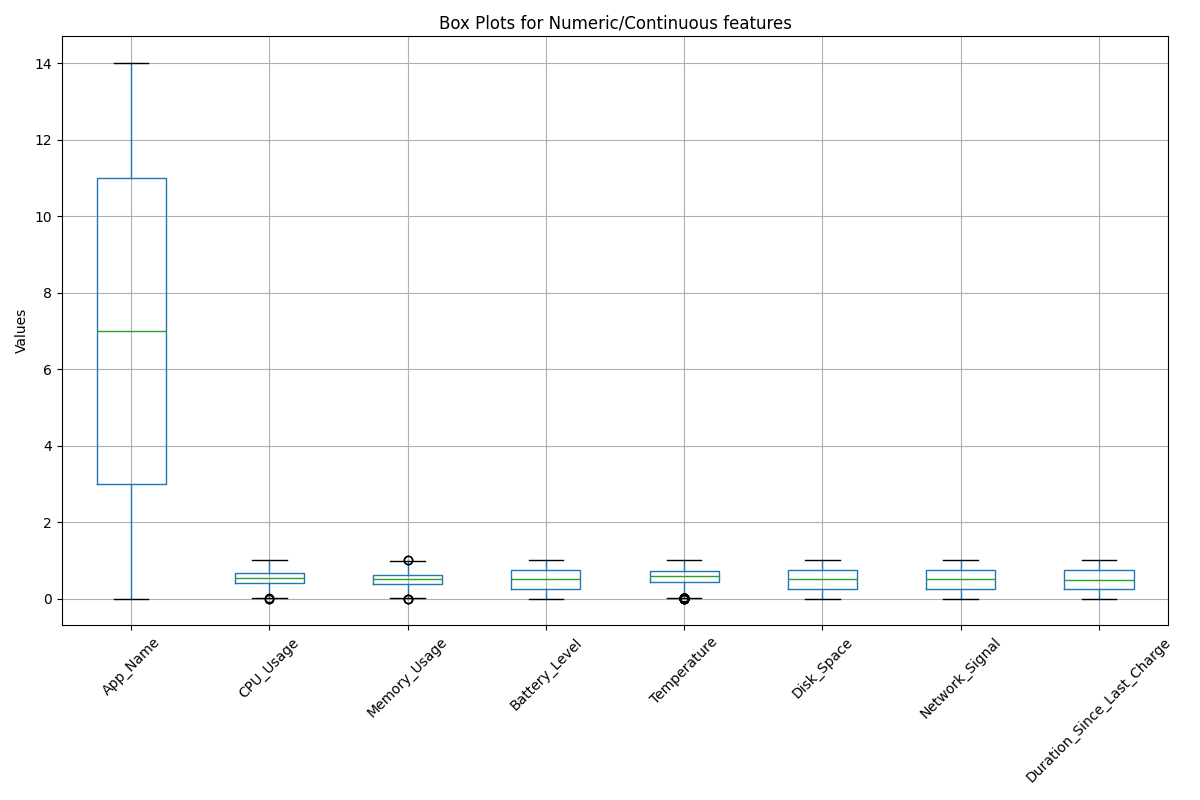 Box Plots for Numeric/Continuous features
Values
14
12
10
8
6
4
2
0
App_Name
CPU_Usage
Memory_Usage
Battery_Level
Temperature
Disk_Space
Network_Signal
Duration_Since_Last_Charge